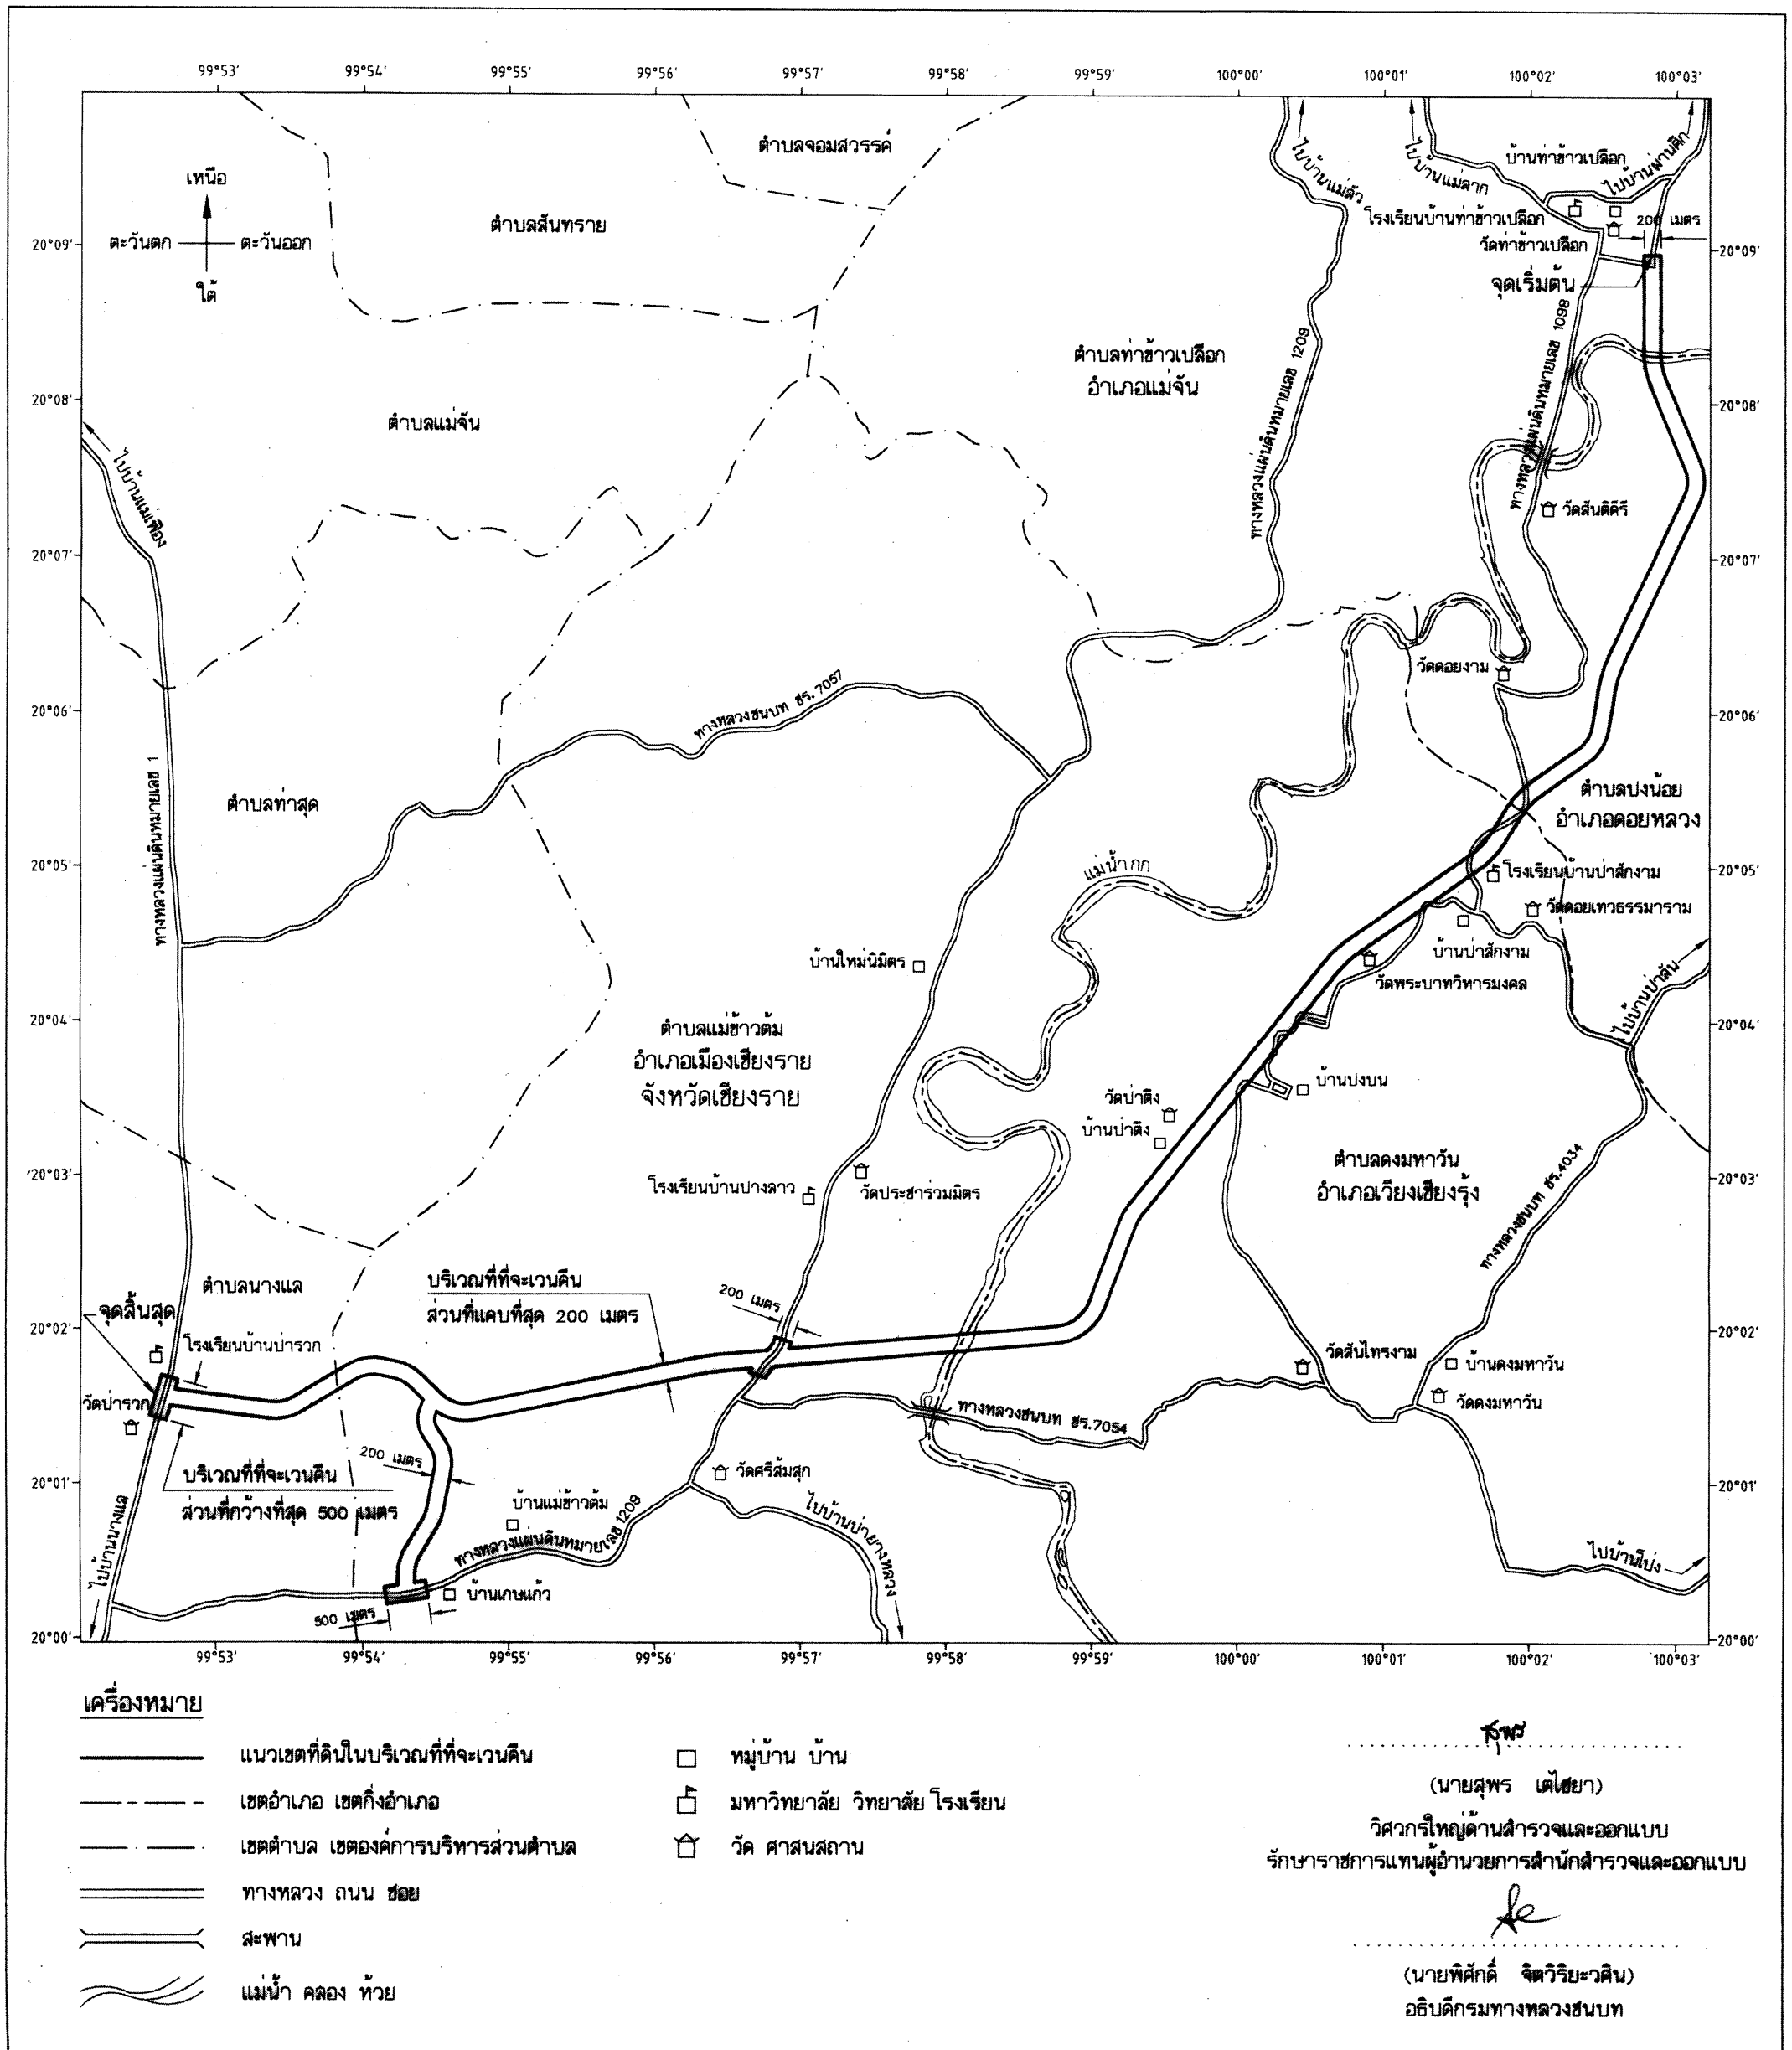 99°53' 99°54' 99°55' 99°56' 99°57' 99°58' 99°59' 100°00' 100°01' 100°02' 100°03'
ตำบลจอมสวรรค์
บ้านท่าข้าวเปลือก
ไปบ้านแม่ลัว
ไปบ้านแม่ลาก
ไปบ้านผ่านศึก
เหนือ
ตะวันตก
ตะวันออก
ใต้
ตำบลสันทราย
โรงเรียนบ้านท่าข้าวเปลือก
200 เมตร
วัดท่าข้าวเปลือก
20°09'
20°09'
จุดเริ่มต้น
ตำบลท่าข้าวเปลือก
อำเภอแม่จัน
ทางหลวงแผ่นดินหมายเลข 1209
ทางหลวงแผ่นดินหมายเลข 1098
20°08'
20°08'
ตำบลแม่จัน
ไปบ้านแม่เฟือง
วัดสันติคีรี
20°07'
20°07'
วัดดอยงาม
ทางหลวงชนบท ชร.7057
20°06'
20°06'
ทางหลวงแผ่นดินหมายเลข 1
ตำบลท่าสุด
ตำบลปงน้อย
อำเภอดอยหลวง
20°05'
20°05'
แม่น้ำกก
โรงเรียนบ้านป่าสักงาม
วัดดอยเทวธรรมาราม
บ้านป่าสักงาม
บ้านใหม่นิมิตร
วัดพระบาทวิหารมงคล
ไปบ้านป่าลัน
20°04'
20°04'
ตำบลแม่ข้าวต้ม
อำเภอเมืองเชียงราย
จังหวัดเชียงราย
บ้านปงบน
วัดป่าตึง
บ้านป่าตึง
20°03'
20°03'
ตำบลดงมหาวัน
อำเภอเวียงเชียงรุ้ง
โรงเรียนบ้านปางลาว
วัดประชาร่วมมิตร
ทางหลวงชนบท ชร.4034
ตำบลนางแล
บริเวณที่ที่จะเวนคืน
ส่วนที่แคบที่สุด 200 เมตร
200 เมตร
จุดสิ้นสุด
20°02'
20°02'
โรงเรียนบ้านป่ารวก
วัดสันไทรงาม
บ้านดงมหาวัน
วัดป่ารวก
วัดดงมหาวัน
ทางหลวงชนบท ชร.7054
200 เมตร
บริเวณที่ที่จะเวนคืน
ส่วนที่กว้างที่สุด 500 เมตร
20°01'
20°01'
วัดศรีส้มสุก
บ้านแม่ข้าวต้ม
ไปบ้านป่ายางหลวง
ทางหลวงแผ่นดินหมายเลข 1209
ไปบ้านนางแล
ไปบ้านโป่ง
บ้านเกษแก้ว
500 เมตร
20°00'
20°00'
99°53' 99°54' 99°55' 99°56' 99°57' 99°58' 99°59' 100°00' 100°01' 100°02' 100°03'
เครื่องหมาย
แนวเขตที่ดินในบริเวณที่ที่จะเวนคืน
เขตอำเภอ เขตกิ่งอำเภอ
เขตตำบล เขตองค์การบริหารส่วนตำบล
ทางหลวง ถนน ซอย
สะพาน
แม่น้ำ คลอง ห้วย
หมู่บ้าน บ้าน
มหาวิทยาลัย วิทยาลัย โรงเรียน
วัด ศาสนสถาน
สุพร
(นายสุพร เตไชยา)
วิศวกรใหญ่ด้านสำรวจและออกแบบ
รักษาราชการแทนผู้อำนวยการสำนักสำรวจและออกแบบ
(นายพิศักดิ์ จิตวิริยะวศิน)
อธิบดีกรมทางหลวงชนบท